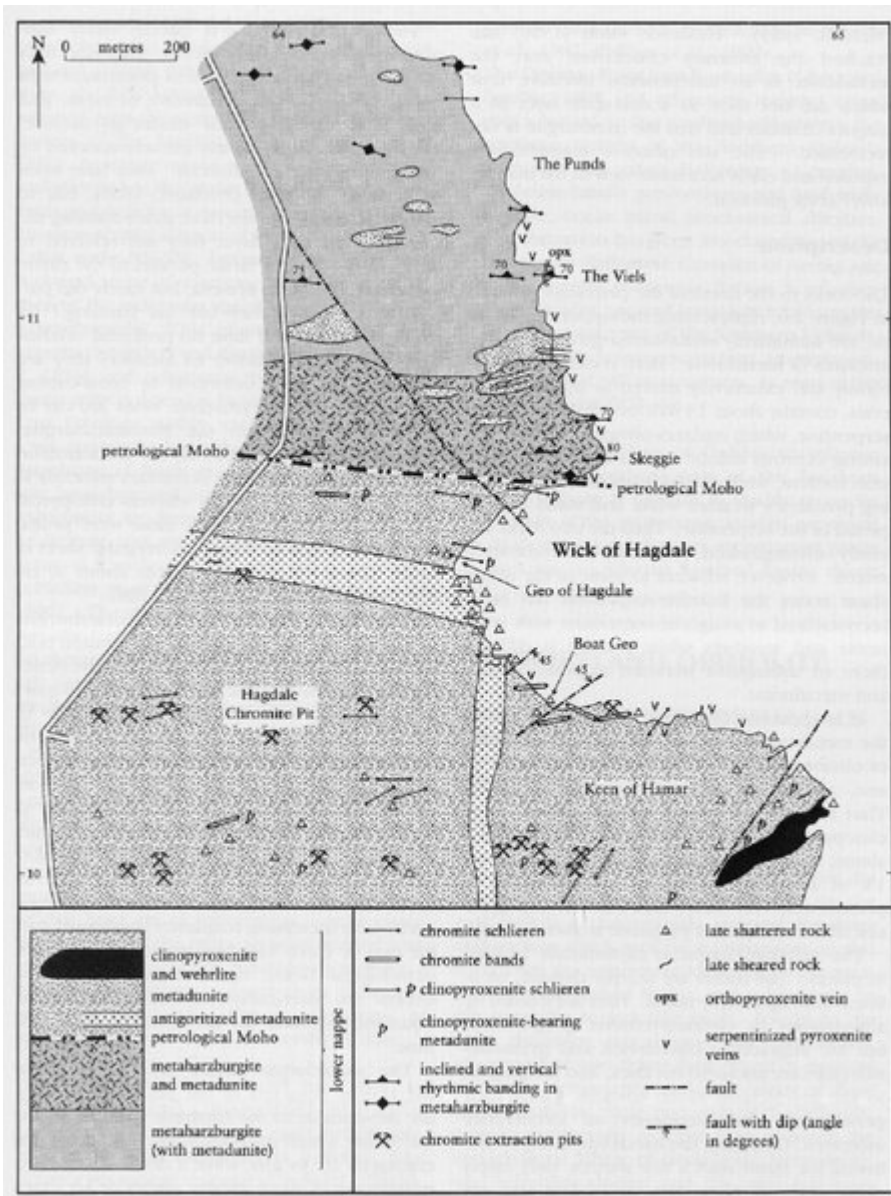 N
0 metres 200
64
65
The Punds
opx
70
70
The Viels
75
11
70
petrological Moho
80
Skeggie
petrological Moho
Wick of Hagdale
Geo of Hagdale
Boat Geo
45
45
Hagdale
Chromite Pit
Keen of Hamar
10
clinopyroxenite
and wehrlite
metadunite
antigoritized metadunite
petrological Moho
metaharzburgite
and metadunite
metaharzburgite
(with metadunite)
lower nappe
chromite schlieren
chromite bands
p clinopyroxenite schlieren
p clinopyroxenite-bearing
metadunite
inclined and vertical
rhythmic banding in
metaharzburgite
chromite extraction pits
late shattered rock
late sheared rock
opx orthopyroxenite vein
v serpentinized pyroxenite
veins
fault
fault with dip (angle
in degrees)